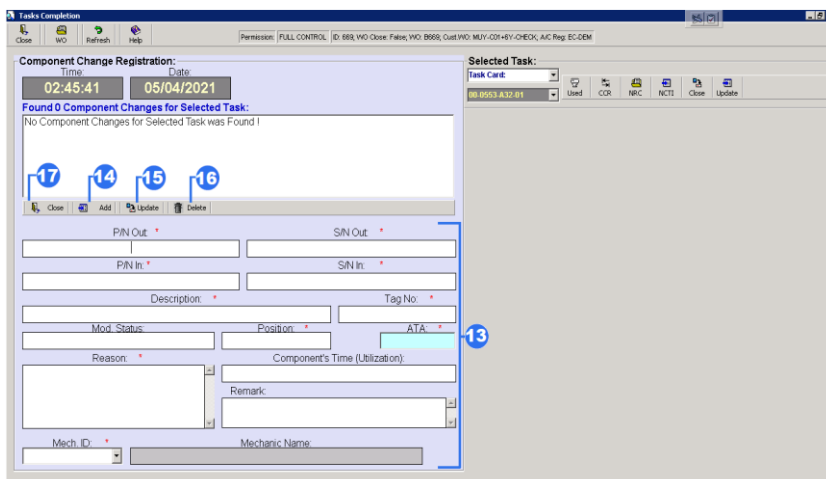 Tasks Completion
Close WO Refresh Help
Permission: FULL CONTROL ID: 669; WO Close: False; WO: B669; Cust.WO: MUY-C01+6Y-CHECK; A/C Reg: EC-DEM
Component Change Registration:
Time: Date:
02:45:41 05/04/2021
Found 0 Component Changes for Selected Task:
No Component Changes for Selected Task was Found !
17 14 15 16
Close Add Update Delete
P/N Out: * S/N Out: *
P/N In: * S/N In: *
Description: * Tag No: *
Mod. Status: Position: * ATA: *
13
Reason: * Component's Time (Utilization):
Remark:
Mech. ID: * Mechanic Name:
Selected Task:
Task Card:
00-0553-A32-01
Used CCR NRC NCTI Close Update